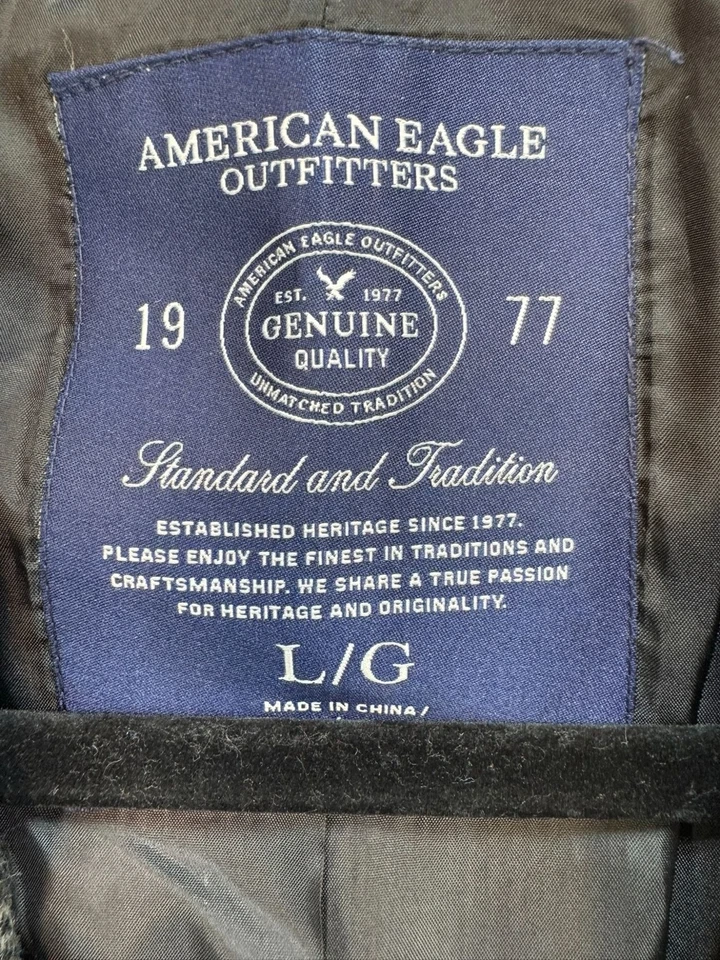 AMERICAN EAGLE
OUTFITTERS
AMERICAN EAGLE OUTFITTERS
EST. 1977
19 GENUINE 77
QUALITY
UNMATCHED TRADITION
Standard and Tradition
ESTABLISHED HERITAGE SINCE 1977.
PLEASE ENJOY THE FINEST IN TRADITIONS AND
CRAFTSMANSHIP. WE SHARE A TRUE PASSION
FOR HERITAGE AND ORIGINALITY.
L/G
MADE IN CHINA/